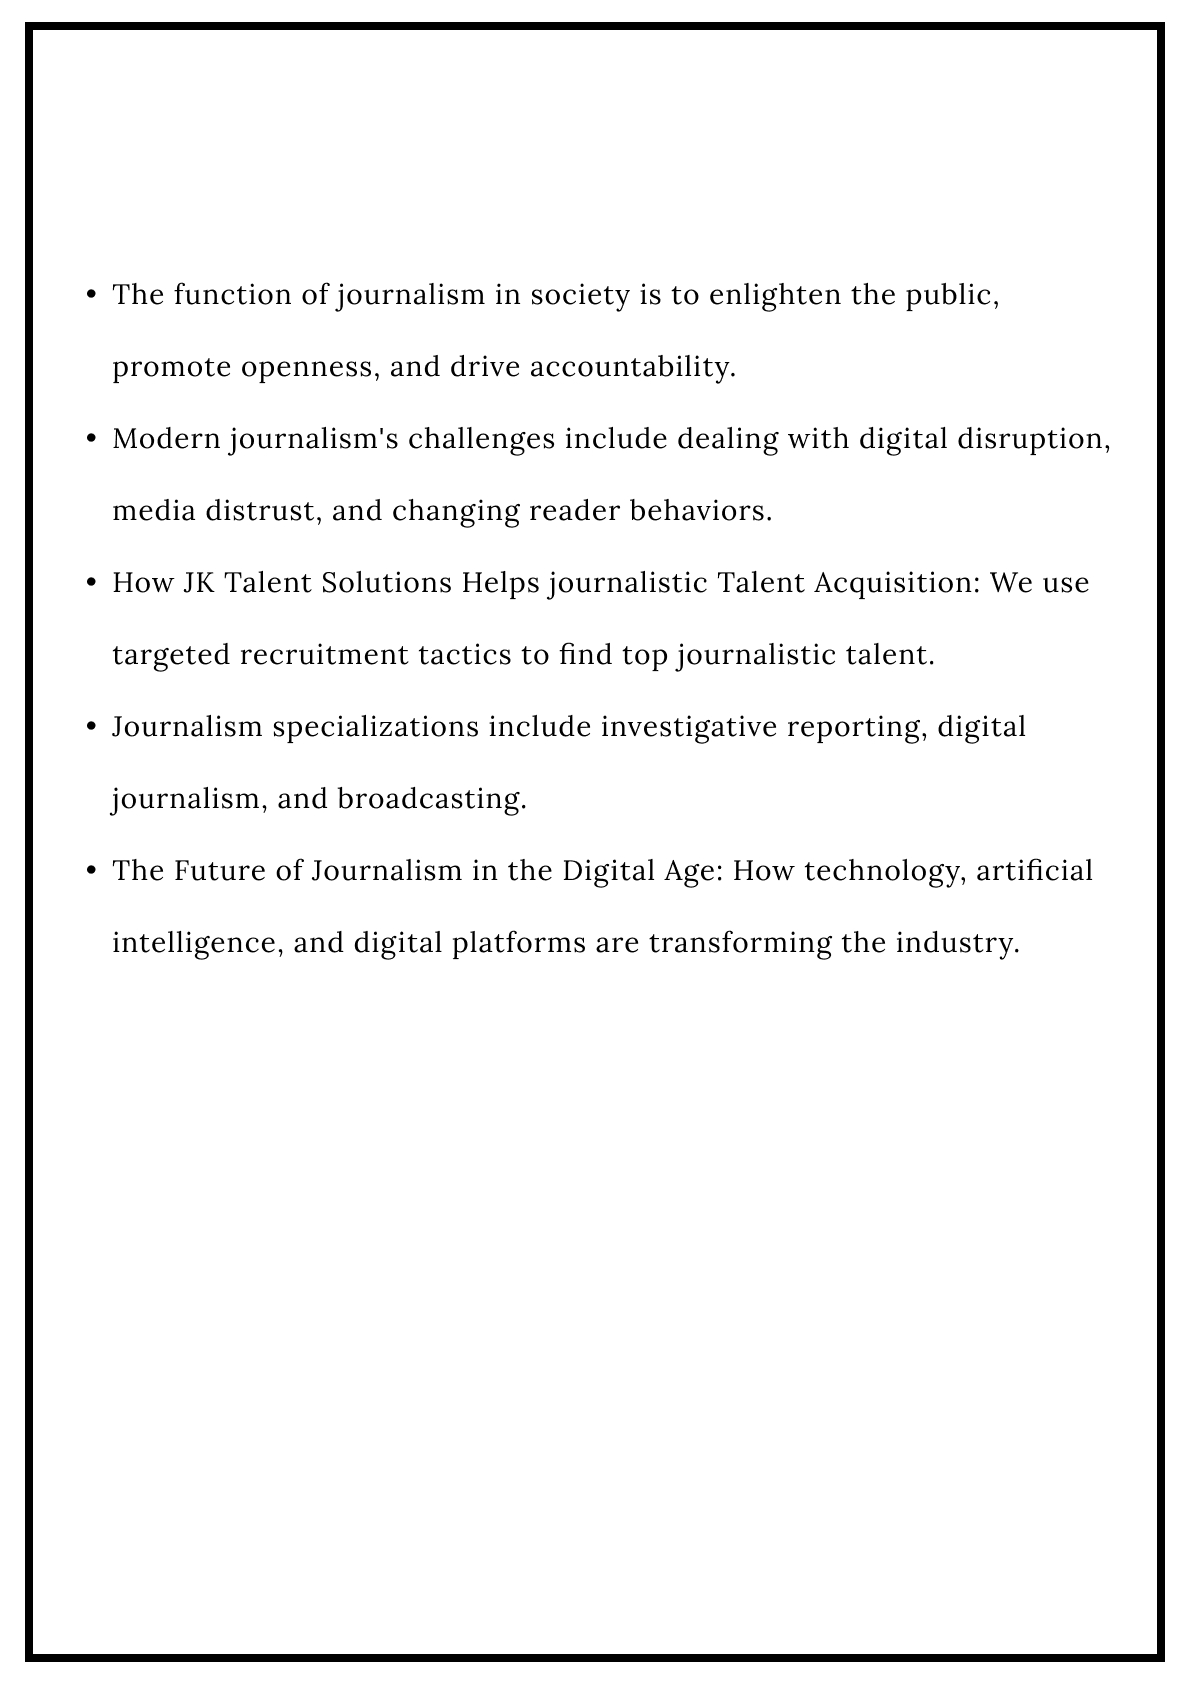 • The function of journalism in society is to enlighten the public,
promote openness, and drive accountability.
• Modern journalism's challenges include dealing with digital disruption,
media distrust, and changing reader behaviors.
• How JK Talent Solutions Helps journalistic Talent Acquisition: We use
targeted recruitment tactics to find top journalistic talent.
• Journalism specializations include investigative reporting, digital
journalism, and broadcasting.
• The Future of Journalism in the Digital Age: How technology, artificial
intelligence, and digital platforms are transforming the industry.